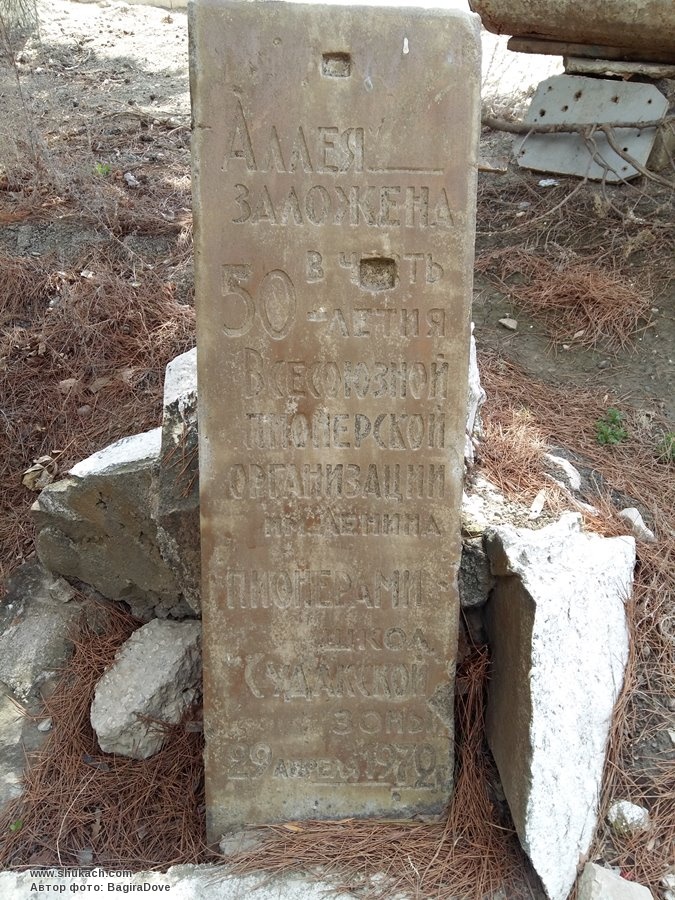 Аллея
заложена
в честь
50-летия
Всесоюзной
пионерской
организации
им. Ленина
пионерами
школ
Судакской
зоны
29 апреля 1972
www.shukach.com
Автор фото: BagiraDove